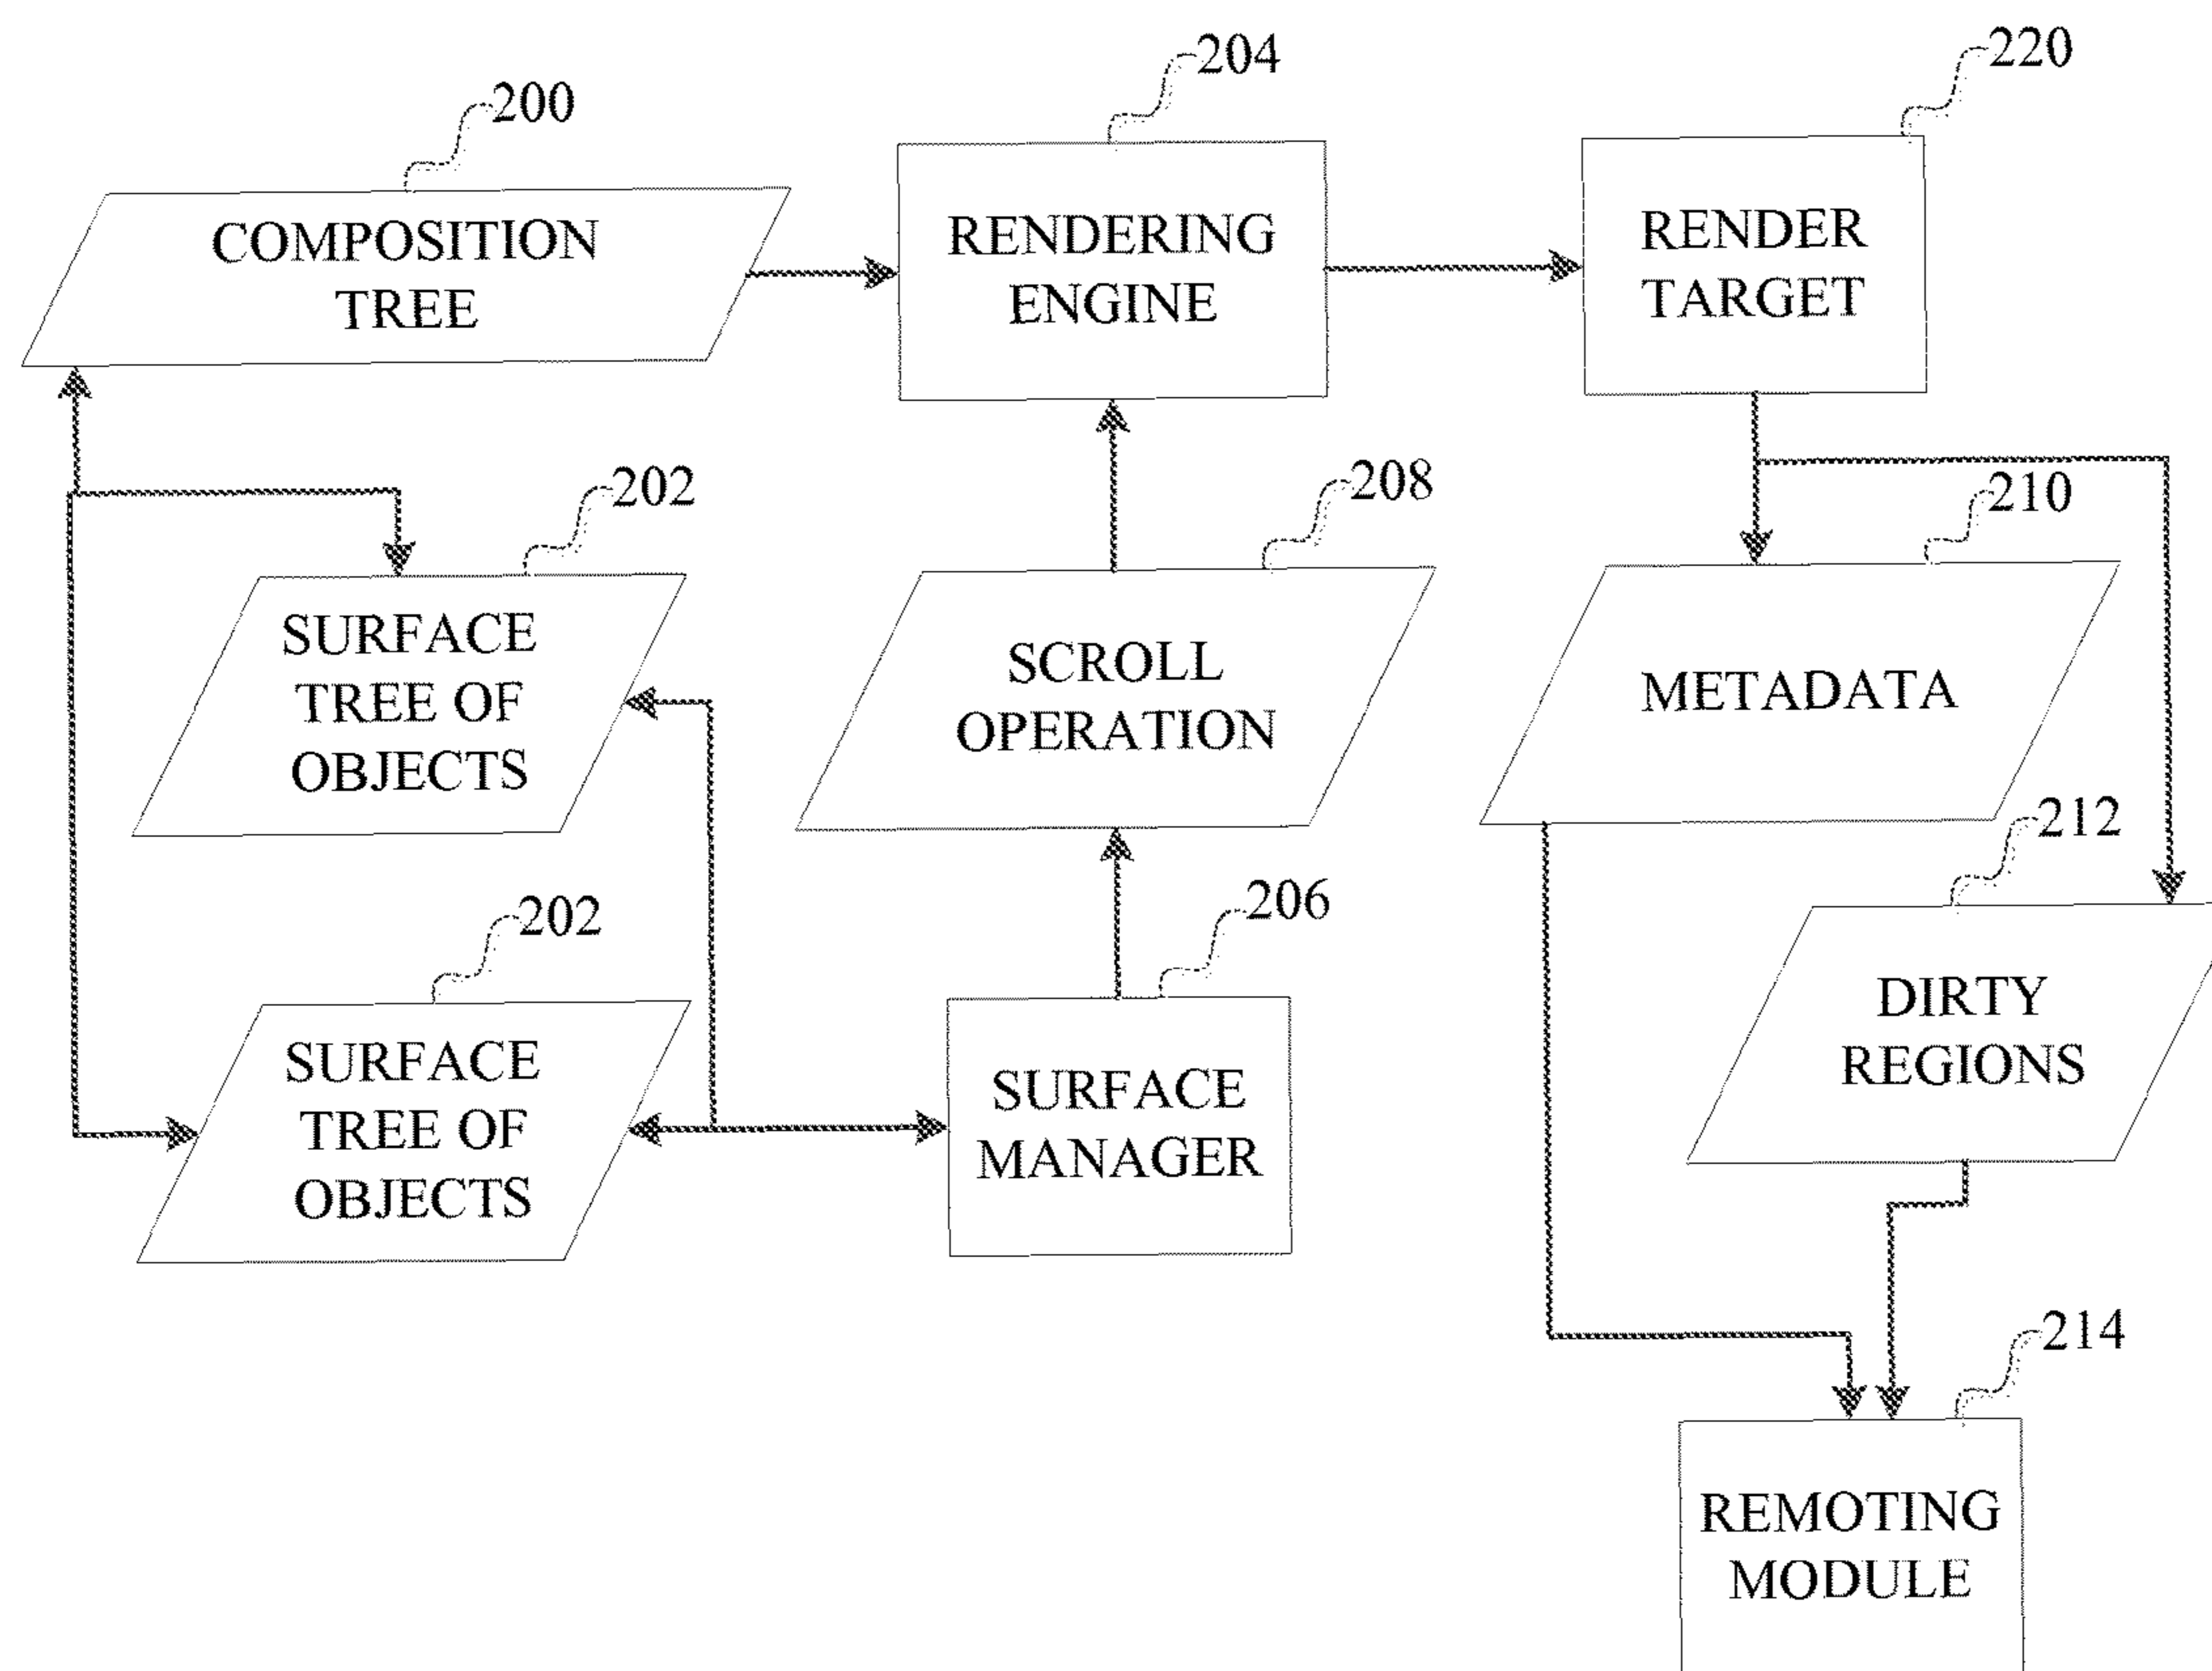 200
COMPOSITION
TREE
204
RENDERING
ENGINE
220
RENDER
TARGET
202
SURFACE
TREE OF
OBJECTS
208
SCROLL
OPERATION
210
METADATA
202
SURFACE
TREE OF
OBJECTS
206
SURFACE
MANAGER
212
DIRTY
REGIONS
214
REMOTING
MODULE